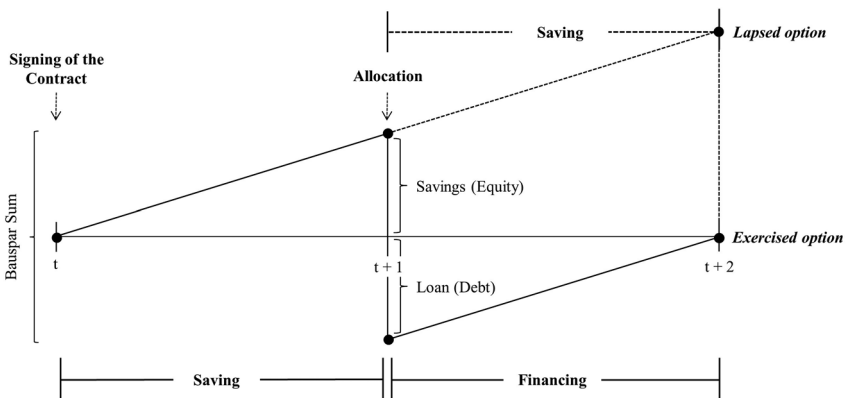 Saving
Lapsed option
Signing of the
Contract
Allocation
Savings (Equity)
Bauspar Sum
Exercised option
t
t + 1
t + 2
Loan (Debt)
Saving
Financing